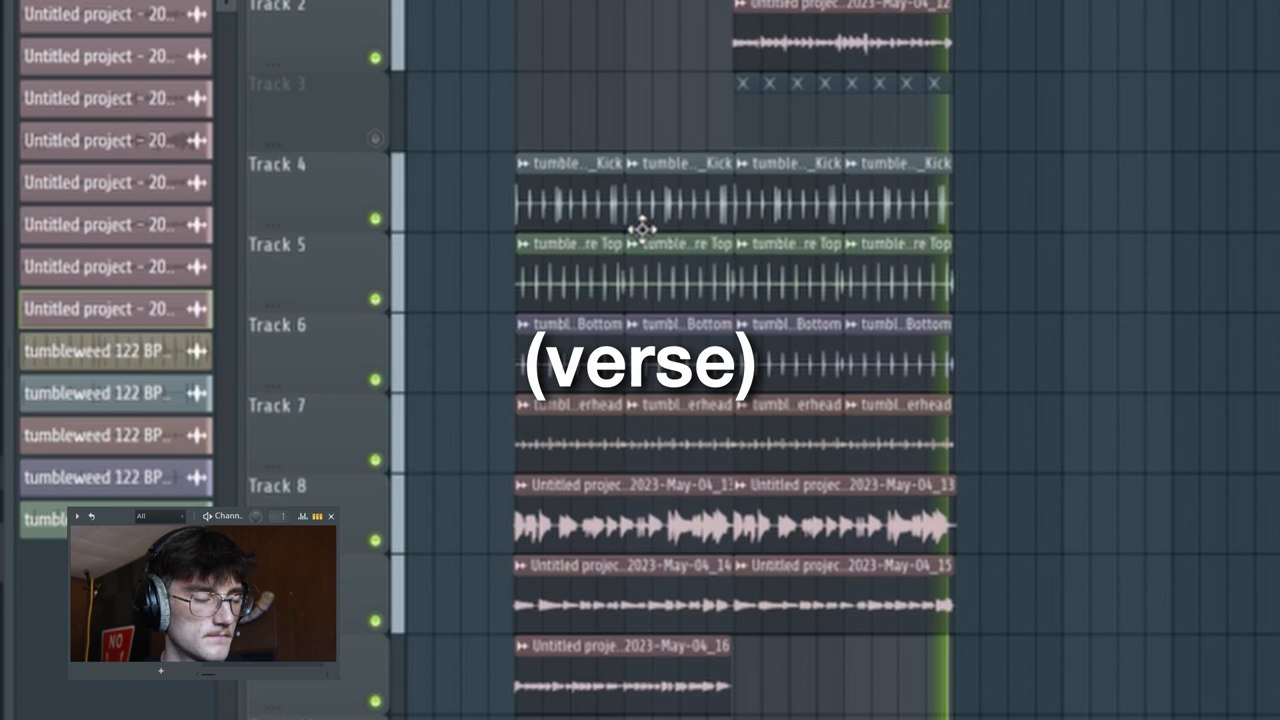 Untitled project - 20...
Untitled project - 20...
Untitled project - 20...
Untitled project - 20...
Untitled project - 20...
Untitled project - 20...
Untitled project - 20...
Untitled project - 20...
tumbleweed 122 BP...
tumbleweed 122 BP...
tumbleweed 122 BP...
tumbleweed 122 BP...
tumbl
Track 2
Untitled projec...2023-May-04_12
Track 3
Track 4
tumble..._Kick tumble..._Kick tumble..._Kick tumble..._Kick
Track 5
tumble...re Top tumble...re Top tumble...re Top tumble...re Top
Track 6
tumbl...Bottom tumbl...Bottom tumbl...Bottom tumbl...Bottom
(verse)
Track 7
tumbl...erhead tumbl...erhead tumbl...erhead tumbl...erhead
Track 8
Untitled projec...2023-May-04_13 Untitled projec...2023-May-04_13
Untitled projec...2023-May-04_14 Untitled projec...2023-May-04_15
Untitled proje...2023-May-04_16
All
Chann..
1
NO